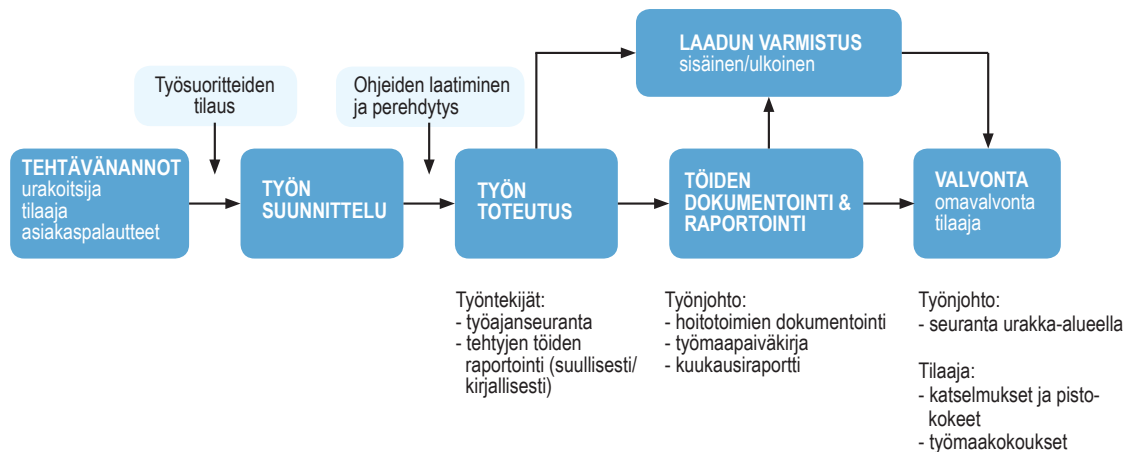 LAADUN VARMISTUS
sisäinen/ulkoinen
Työsuoritteiden
tilaus
Ohjeiden laatiminen
ja perehdytys
TEHTÄVÄNANNOT
urakoitsija
tilaaja
asiakaspalautteet
TYÖN
SUUNNITTELU
TYÖN
TOTEUTUS
TÖIDEN
DOKUMENTOINTI &
RAPORTOINTI
VALVONTA
omavalvonta
tilaaja
Työntekijät:
- työajanseuranta
- tehtyjen töiden
raportointi (suullisesti/
kirjallisesti)
Työnjohto:
- hoitotoimien dokumentointi
- työmaapaiväkirja
- kuukausiraportti
Työnjohto:
- seuranta urakka-alueella
Tilaaja:
- katselmukset ja pisto-
kokeet
- työmaakokoukset